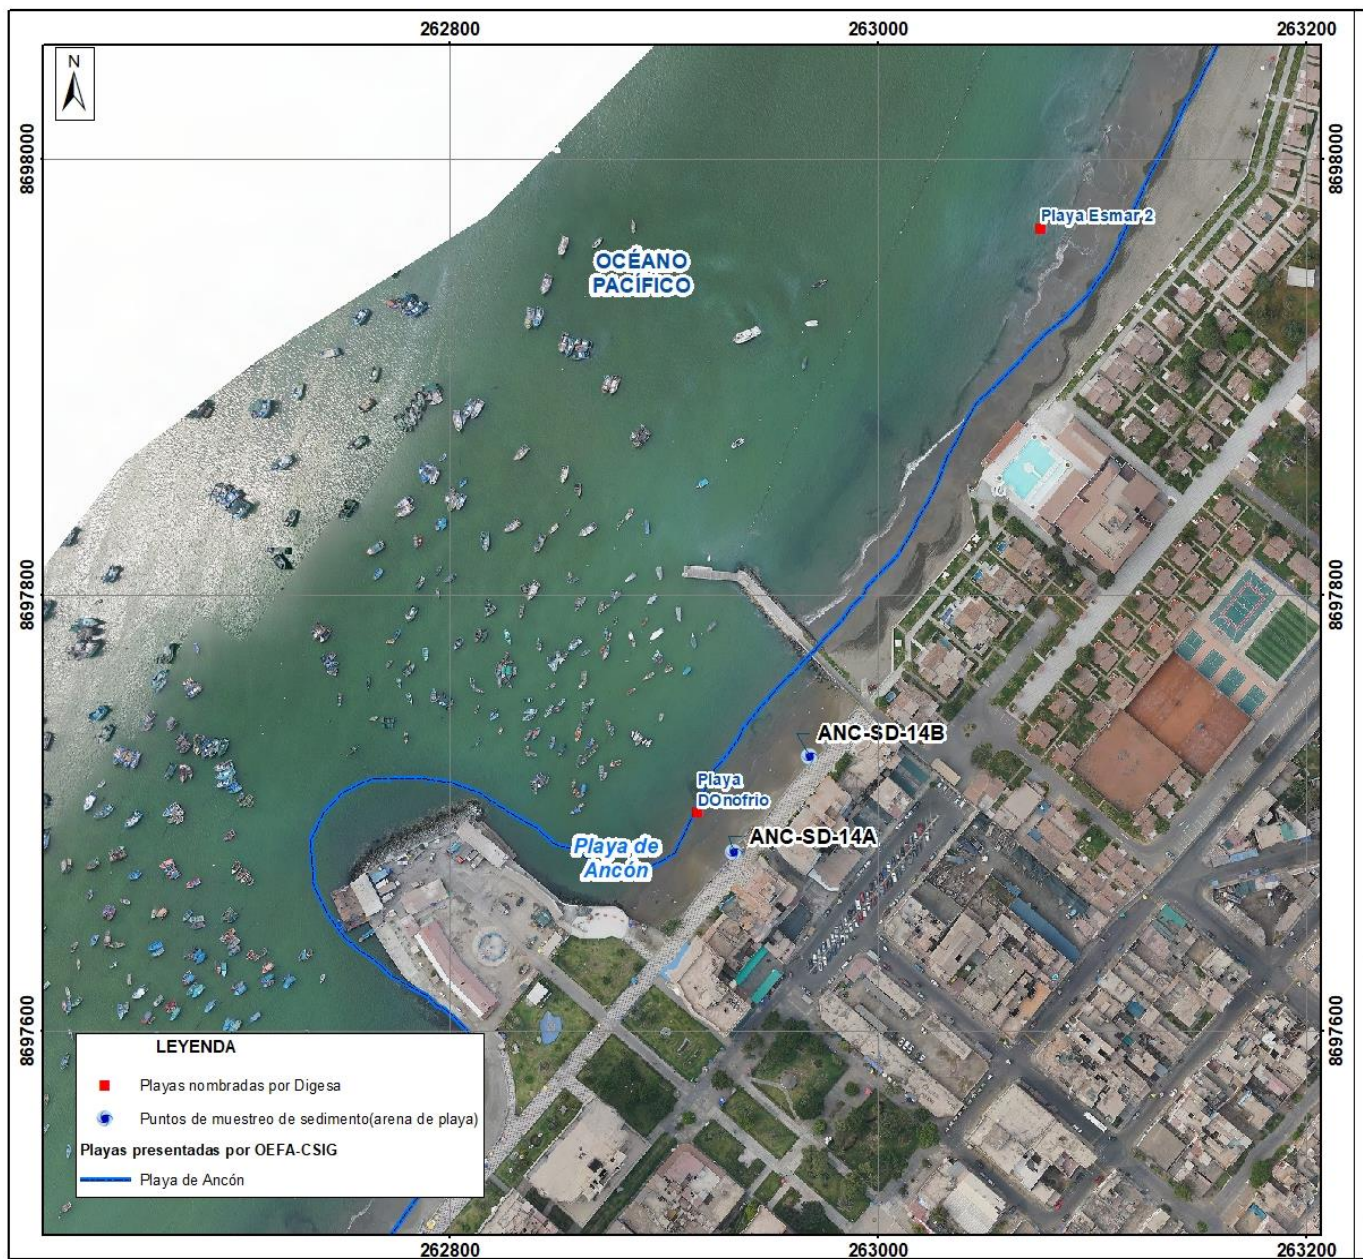 262800
263000
263200
N
8698000
8698000
Playa Esmar 2
OCÉANO
PACÍFICO
8697800
8697800
ANC-SD-14B
Playa
DOnofrio
ANC-SD-14A
Playa de
Ancón
8697600
8697600
LEYENDA
Playas nombradas por Digesa
Puntos de muestreo de sedimento(arena de playa)
Playas presentadas por OEFA-CSIG
Playa de Ancón
262800
263000
263200